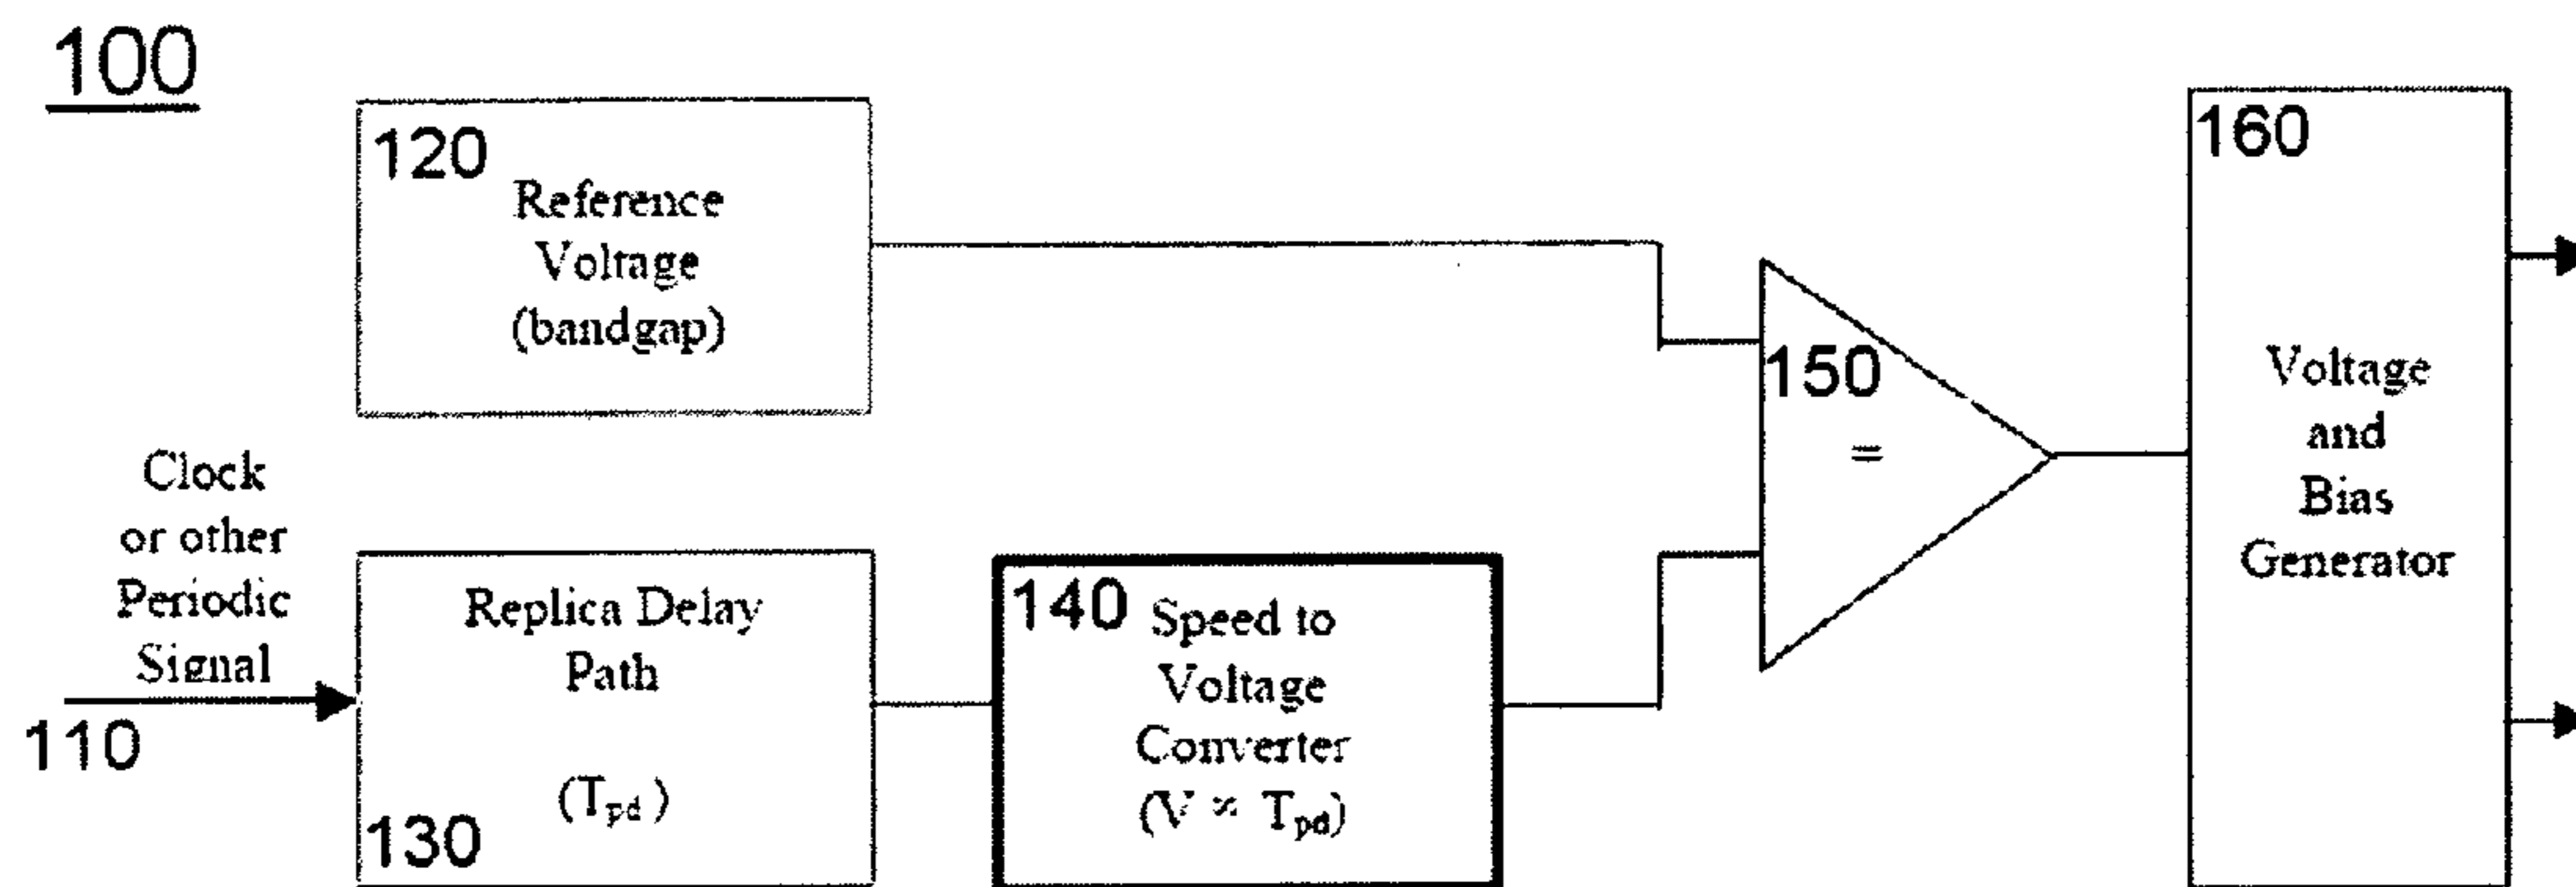 100
120
Reference
Voltage
(bandgap)
Clock
or other
Periodic
Signal
110
Replica Delay
Path
(Tpd)
130
140
Speed to
Voltage
Converter
(V ∝ Tpd)
150
=
160
Voltage
and
Bias
Generator